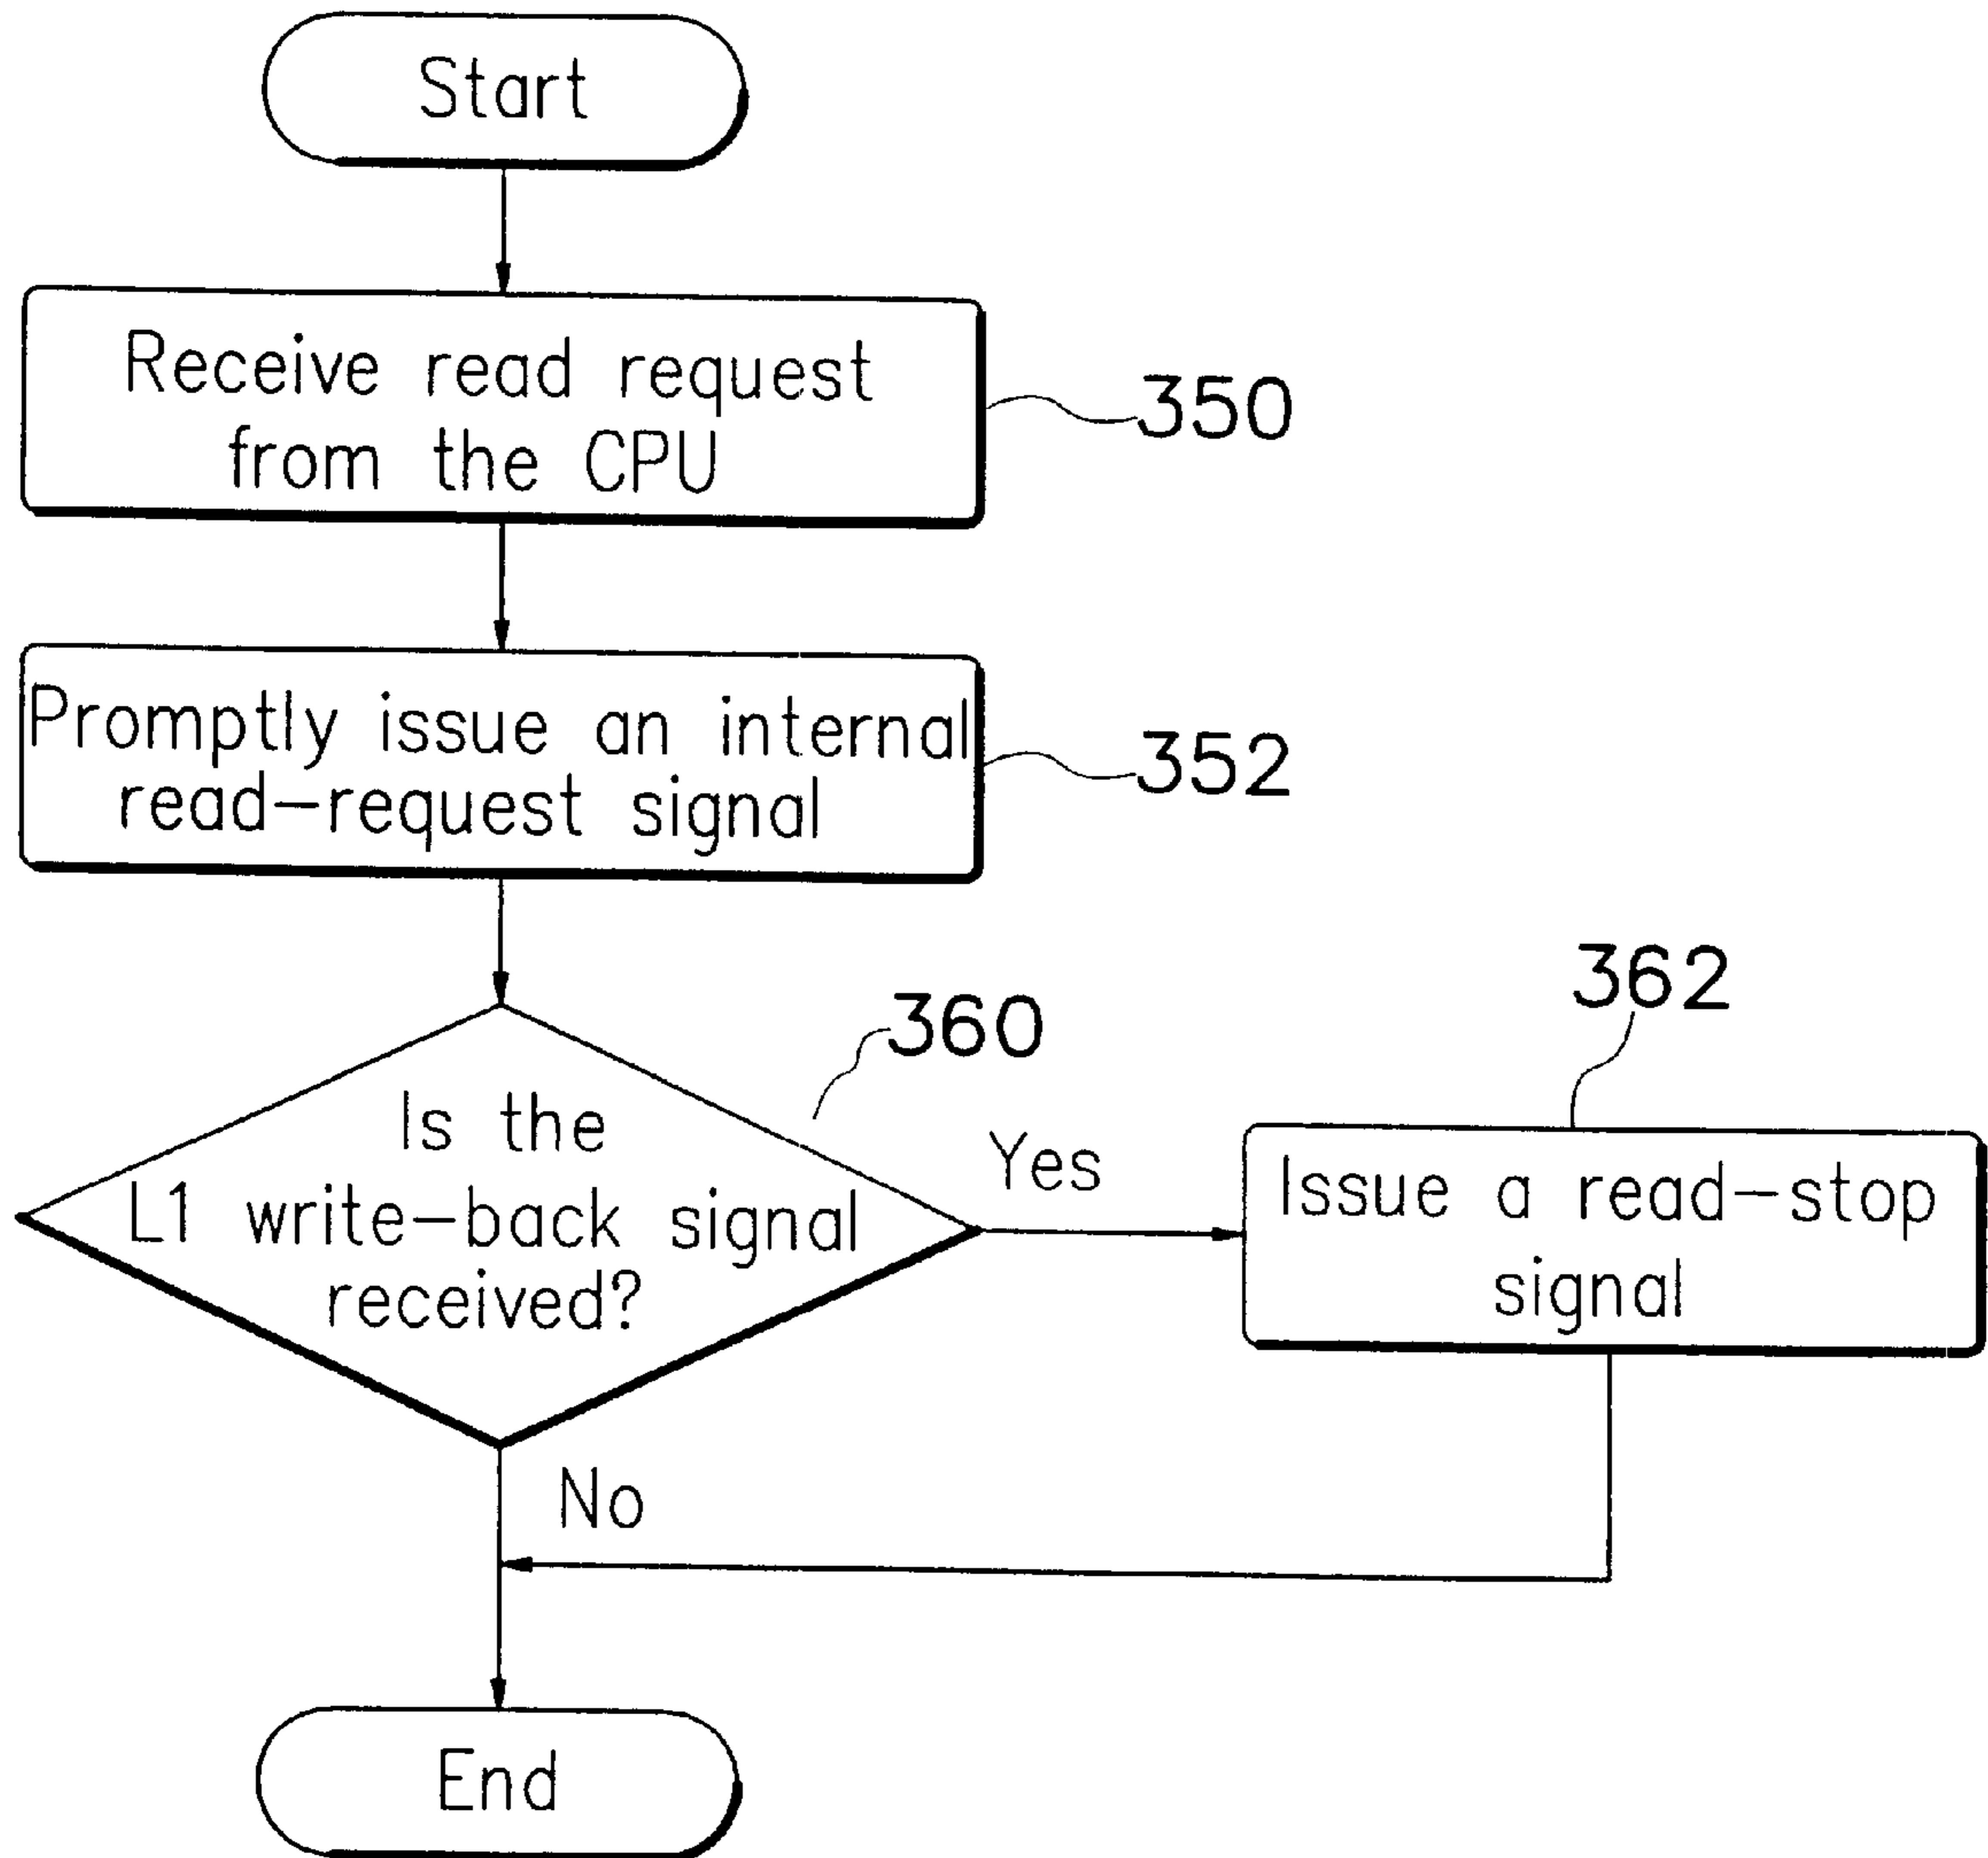 Start
Receive read request
from the CPU
350
Promptly issue an internal
read-request signal
352
360
Is the
L1 write-back signal
received?
Yes
362
Issue a read-stop
signal
No
End